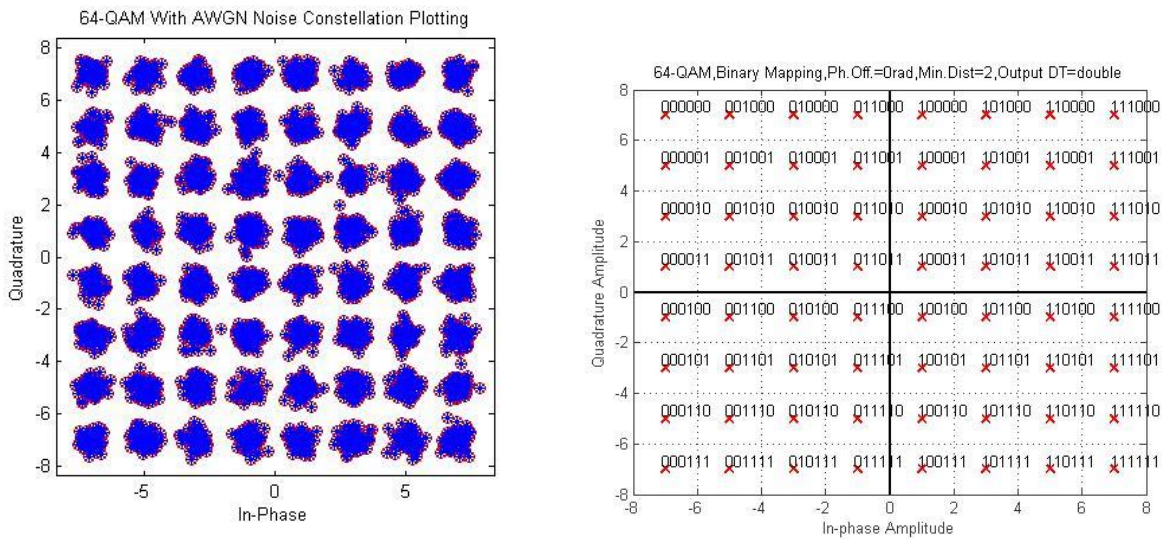 64-QAM With AWGN Noise Constellation Plotting
8
6
4
2
0
-2
-4
-6
-8
Quadrature
-5 0 5
In-Phase
64-QAM,Binary Mapping,Ph.Off.=0rad,Min.Dist=2,Output DT=double
8
000000 001000 010000 011000 100000 101000 110000 111000
6
000001 001001 010001 011001 100001 101001 110001 111001
4
000010 001010 010010 011010 100010 101010 110010 111010
2
000011 001011 010011 011011 100011 101011 110011 111011
0
000100 001100 010100 011100 100100 101100 110100 111100
-2
000101 001101 010101 011101 100101 101101 110101 111101
-4
000110 001110 010110 011110 100110 101110 110110 111110
-6
000111 001111 010111 011111 100111 101111 110111 111111
-8
Quadrature Amplitude
-8 -6 -4 -2 0 2 4 6 8
In-phase Amplitude